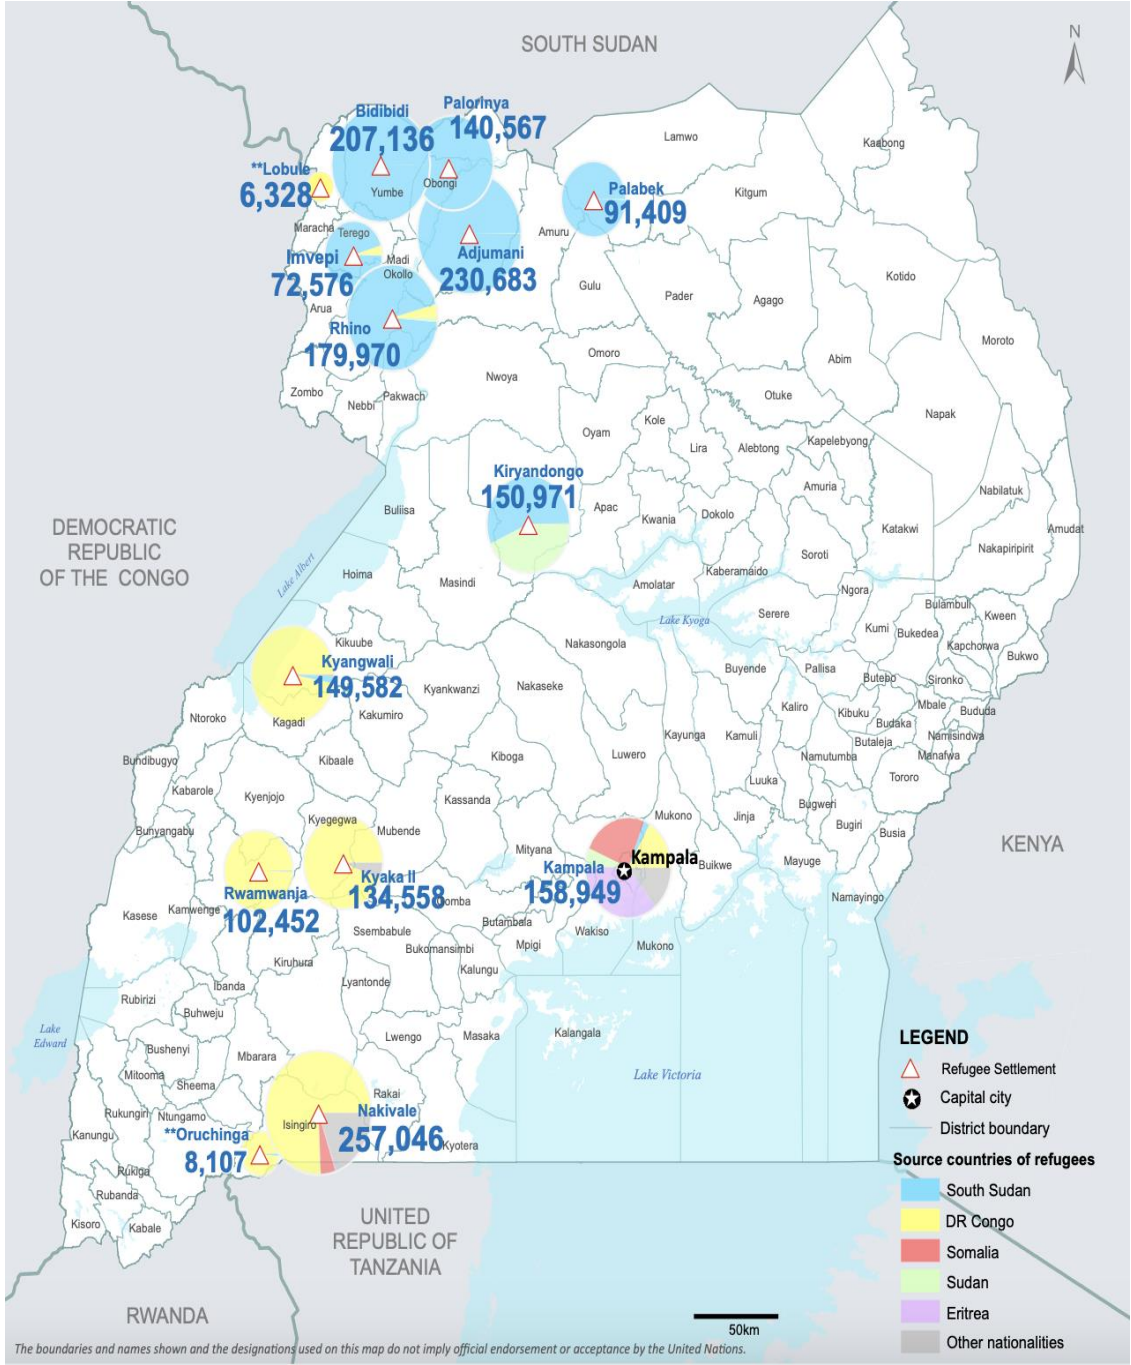 SOUTH SUDAN
N
Palorinya
140,567
Bidibidi
207,136
**Lobule
6,328
Yumbe
Obongi
Palabek
91,409
Lamwo
Kaabong
Kitgum
Maracha
Terego
Imvepi
72,576
Madi
Okollo
Adjumani
230,683
Amuru
Gulu
Pader
Agago
Kotido
Arua
Rhino
179,970
Omoro
Abim
Moroto
Zombo
Nebbi
Pakwach
Nwoya
Otuke
Napak
Oyam
Kole
Lira
Alebtong
Kapelebyong
Kiryandongo
150,971
Apac
Kwania
Dokolo
Amuria
Katakwi
Nabilatuk
Amudat
Nakapiripirit
Buliisa
DEMOCRATIC
REPUBLIC
OF THE CONGO
Lake Albert
Hoima
Masindi
Amolatar
Kaberamaido
Soroti
Ngora
Lake Kyoga
Serere
Kumi
Bukedea
Bulambuli
Kween
Kapchorwa
Bukwo
Kikuube
Kyangwali
149,582
Kagadi
Kakumiro
Kyankwanzi
Nakaseke
Nakasongola
Buyende
Pallisa
Butebo
Sironko
Kaliro
Kibuku
Budaka
Mbale
Bududa
Namisindwa
Butaleja
Manafwa
Ntoroko
Kayunga
Kamuli
Namutumba
Tororo
Bundibugyo
Kibaale
Kiboga
Luwero
Luuka
Kabarole
Kyenjojo
Kassanda
Bugweri
Bunyangabu
Kyegegwa
Mubende
Mukono
Jinja
Bugiri
Busia
KENYA
Mityana
Kampala
Kampala
158,949
Buikwe
Mayuge
Namayingo
Rwamwanja
102,452
Kyaka II
134,558
Gomba
Kasese
Kamwenge
Ssembabule
Butambala
Wakiso
Bukomansimbi
Mpigi
Mukono
Kiruhura
Lyantonde
Kalungu
Ibanda
Rubirizi
Buhweju
Lake
Edward
Lwengo
Masaka
Kalangala
Bushenyi
Mbarara
Mitooma
Sheema
Lake Victoria
Rakai
Rukungiri
Ntungamo
Isingiro
Nakivale
257,046
Kanungu
**Oruchinga
8,107
Kyotera
Rukiga
Rubanda
Kisoro
Kabale
UNITED
REPUBLIC OF
TANZANIA
RWANDA
LEGEND
Refugee Settlement
Capital city
District boundary
Source countries of refugees
South Sudan
DR Congo
Somalia
Sudan
Eritrea
Other nationalities
50km
The boundaries and names shown and the designations used on this map do not imply official endorsement or acceptance by the United Nations.